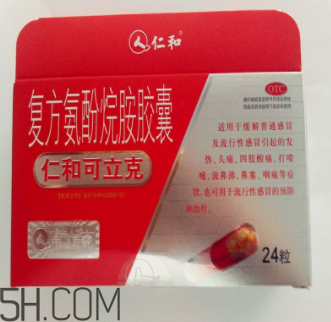 仁和
OTC
复方氨酚烷胺胶囊
仁和可立克
适用于缓解普通感冒
及流行性感冒引起的发
热、头痛、四肢酸痛、打喷
嚏、流鼻涕、鼻塞、咽痛等症
状,也可用于流行性感冒的预防
和治疗。
24粒
5H.COM